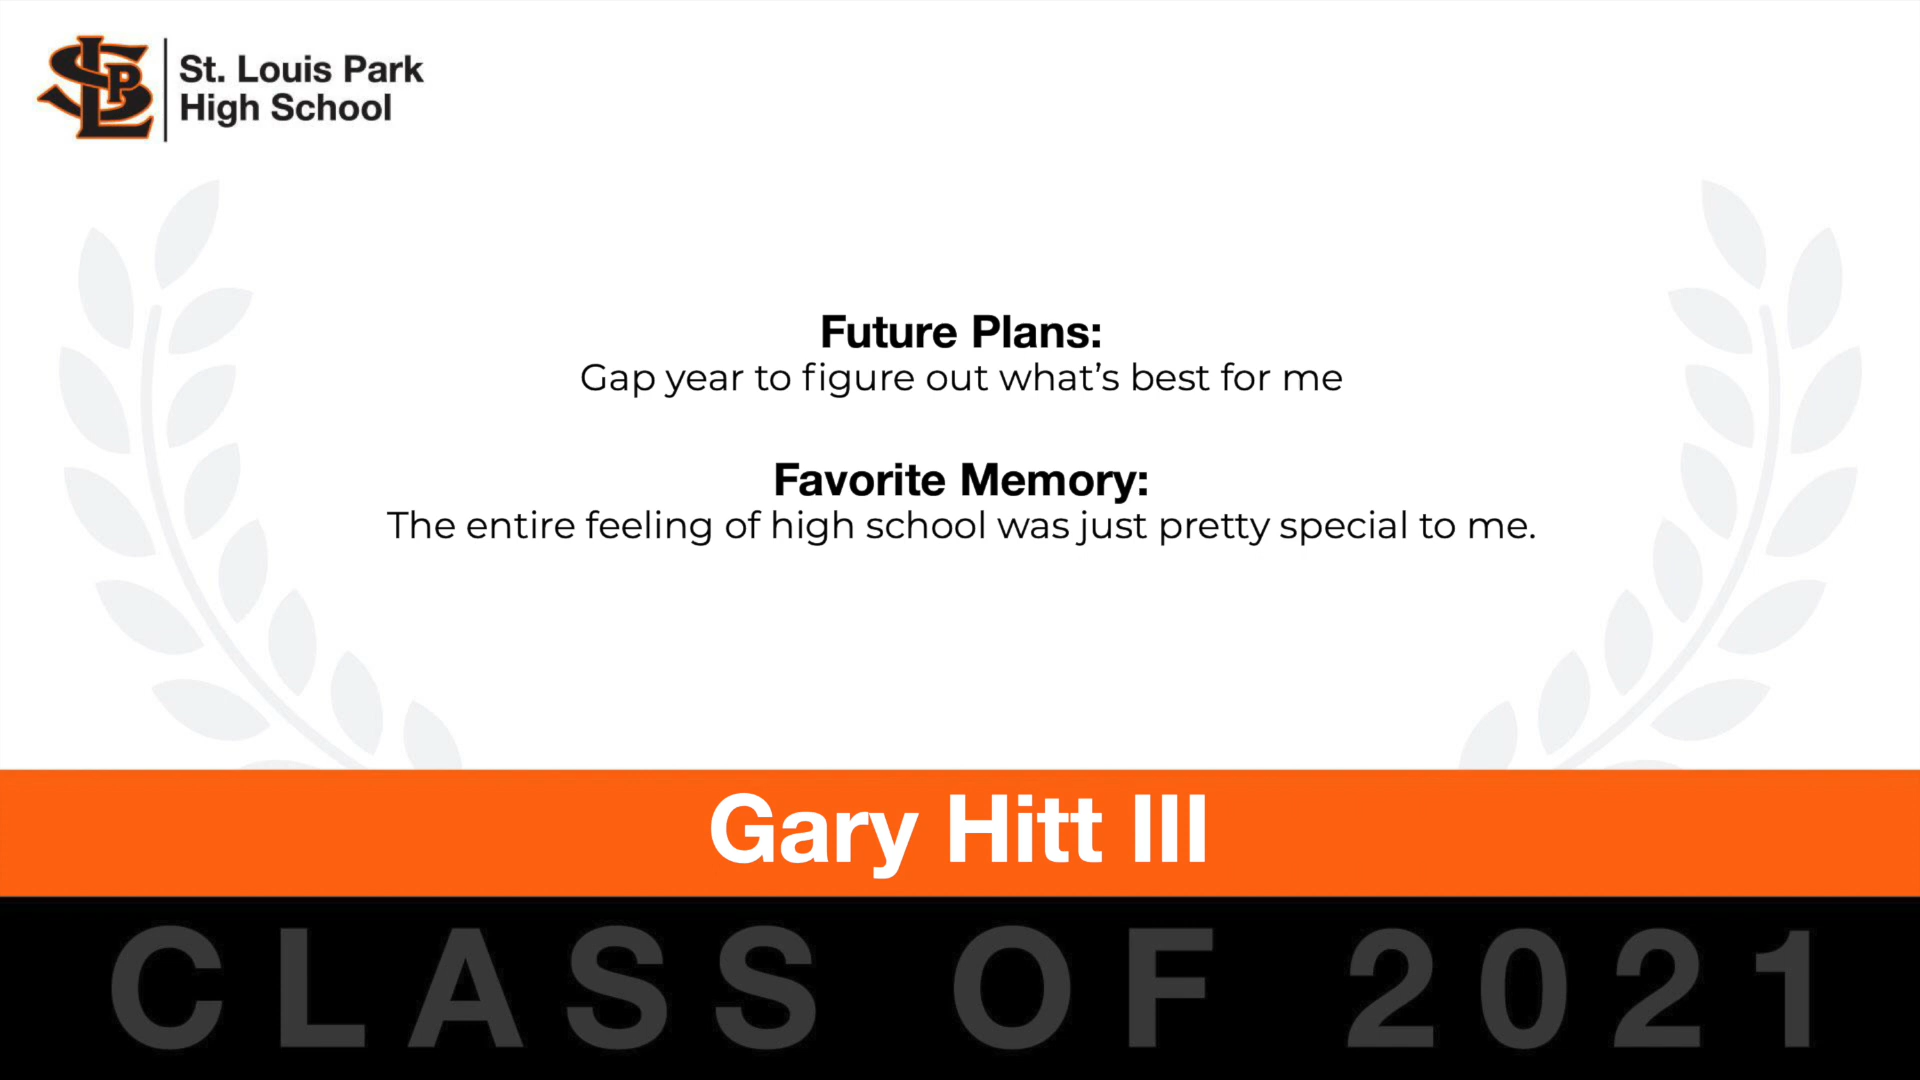 SLP
St. Louis Park
High School
Future Plans:
Gap year to figure out what’s best for me
Favorite Memory:
The entire feeling of high school was just pretty special to me.
Gary Hitt III
CLASS OF 2021